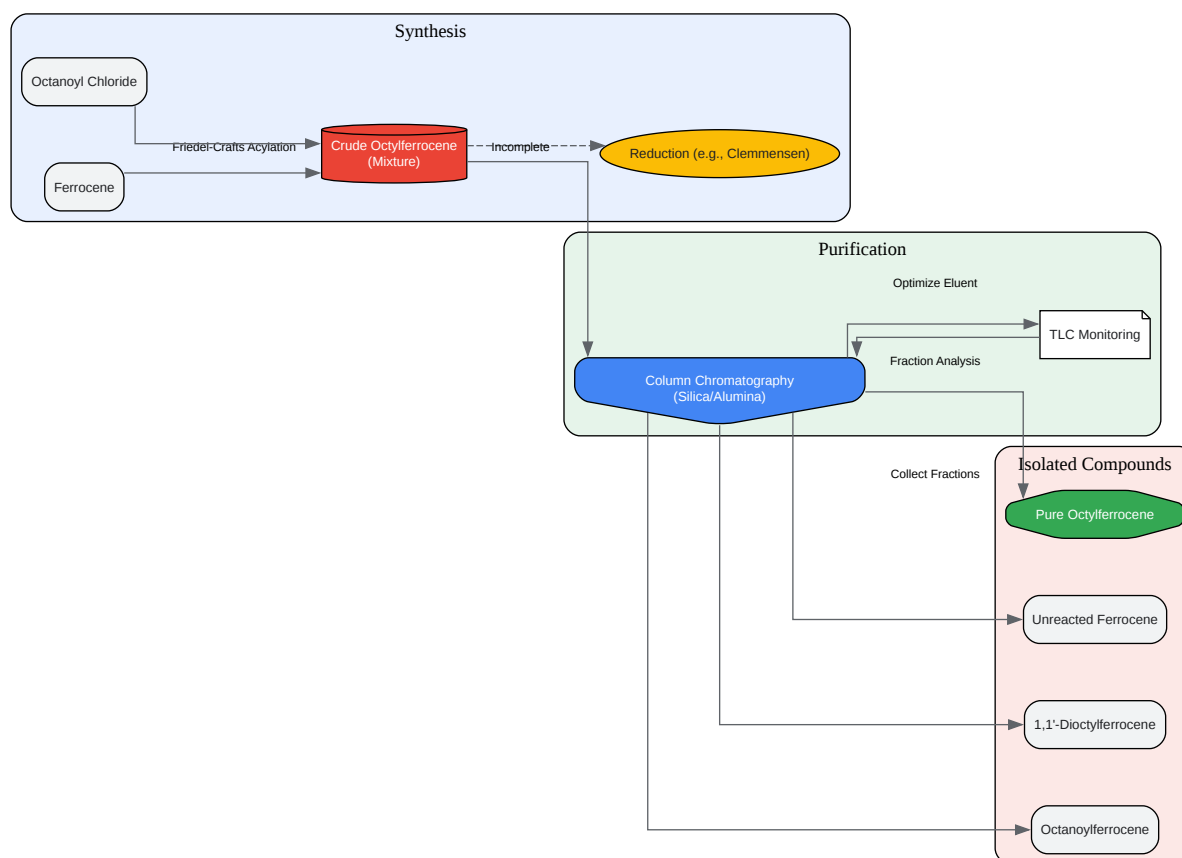 Synthesis
Octanoyl Chloride
Friedel-Crafts Acylation
Ferrocene
Crude Octylferrocene
(Mixture)
Incomplete
Reduction (e.g., Clemmensen)
Purification
Optimize Eluent
TLC Monitoring
Fraction Analysis
Column Chromatography
(Silica/Alumina)
Collect Fractions
Isolated Compounds
Pure Octylferrocene
Unreacted Ferrocene
1,1'-Dioctylferrocene
Octanoylferrocene